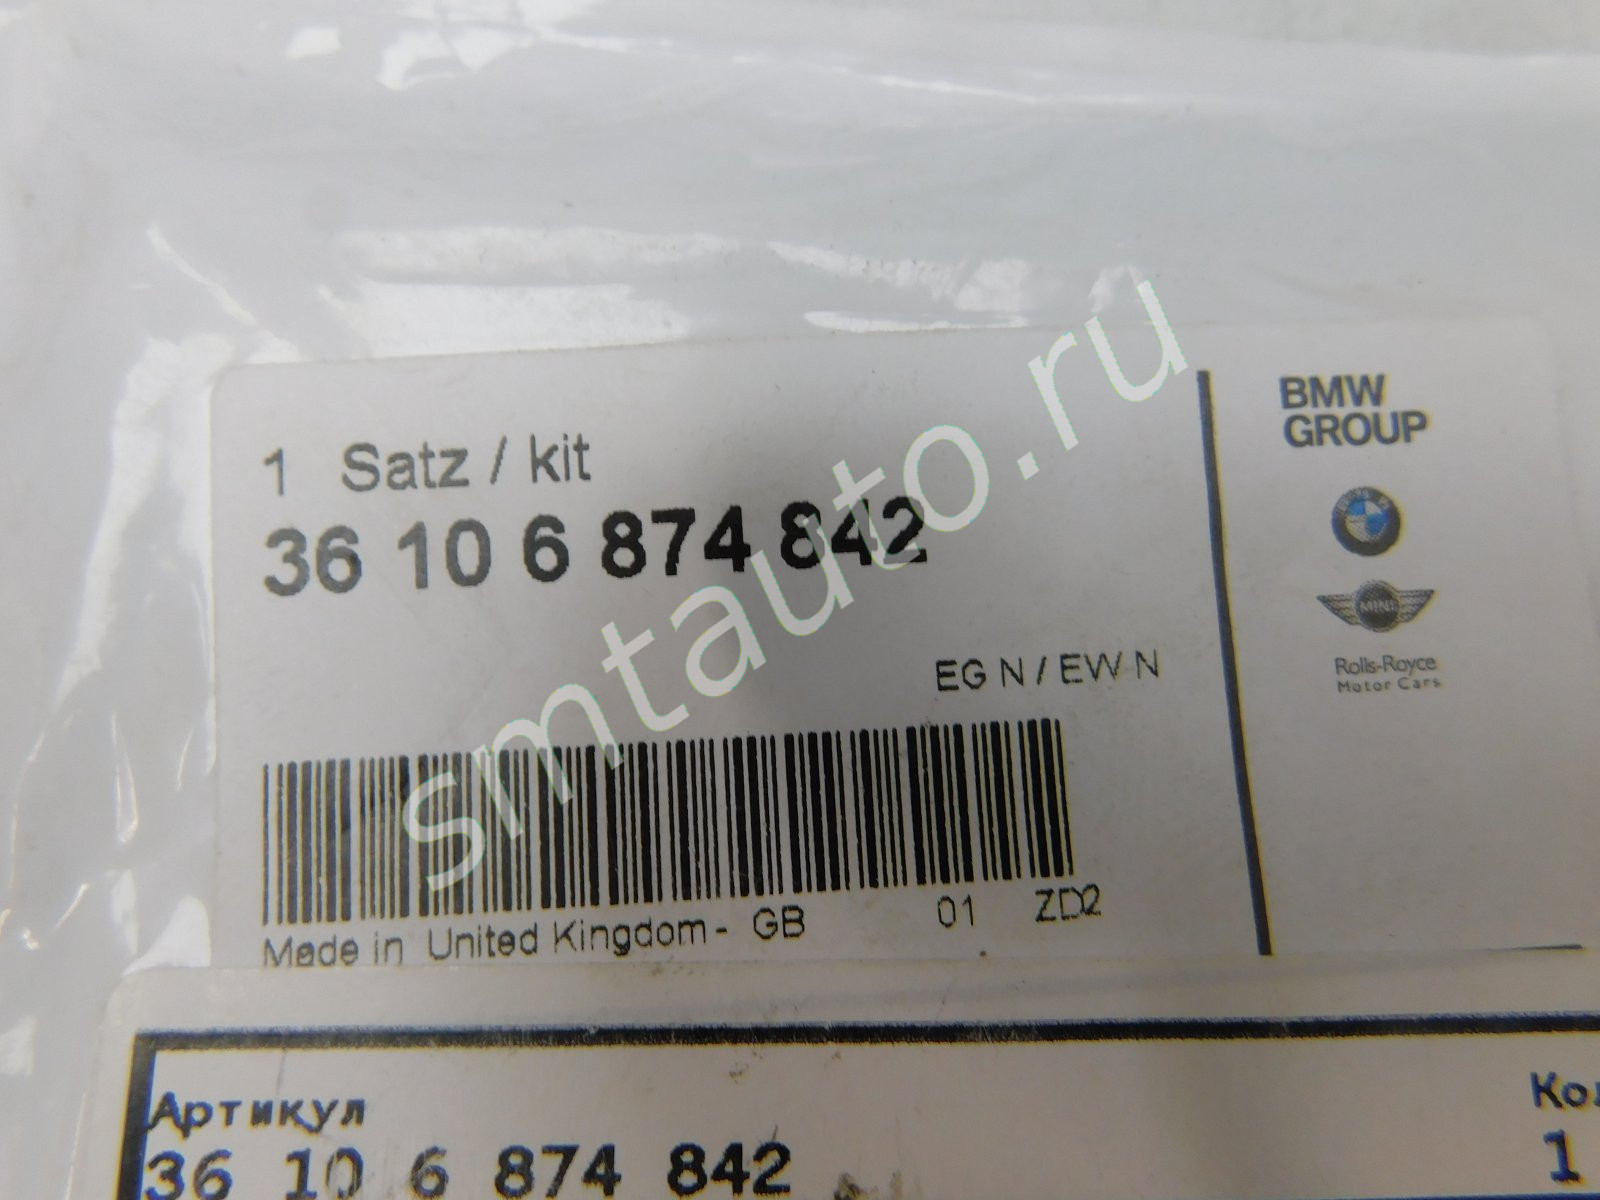 1 Satz / kit
36 10 6 874 842
EG N / EW N
Made in United Kingdom - GB 01 ZD2
BMW
GROUP
MINI
Rolls-Royce
Motor Cars
Артикул
36 10 6 874 842
1
smtauto.ru